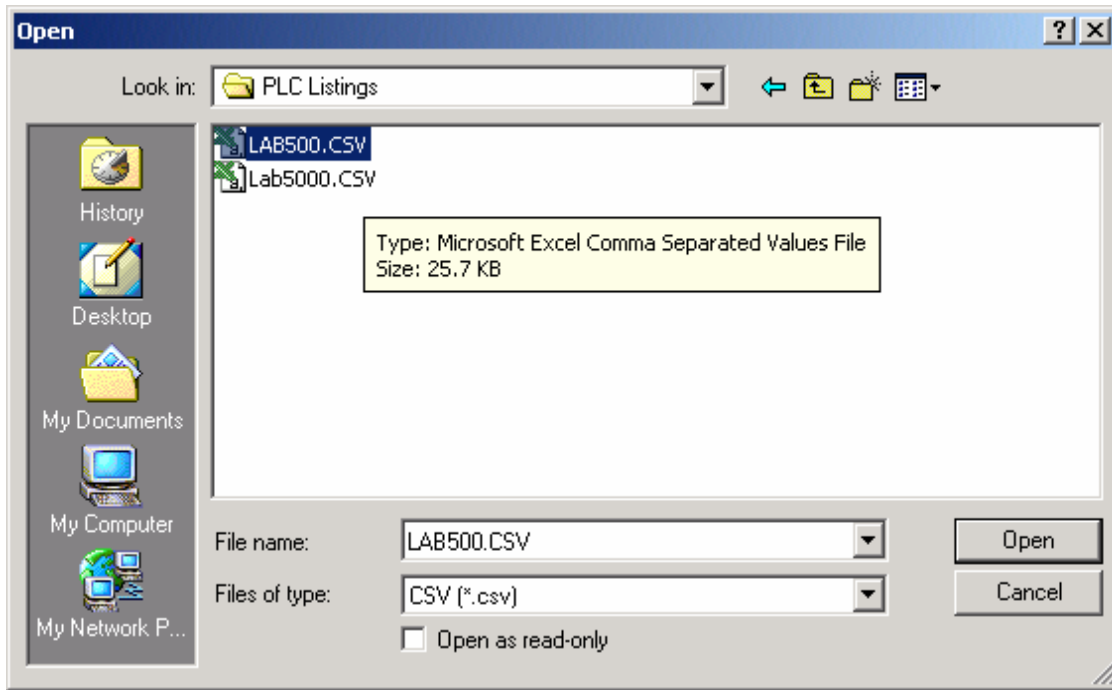 Open
Look in: PLC Listings
History
Desktop
My Documents
My Computer
My Network P...
LAB500.CSV
Lab5000.CSV
Type: Microsoft Excel Comma Separated Values File
Size: 25.7 KB
File name: LAB500.CSV Open
Files of type: CSV (*.csv) Cancel
Open as read-only